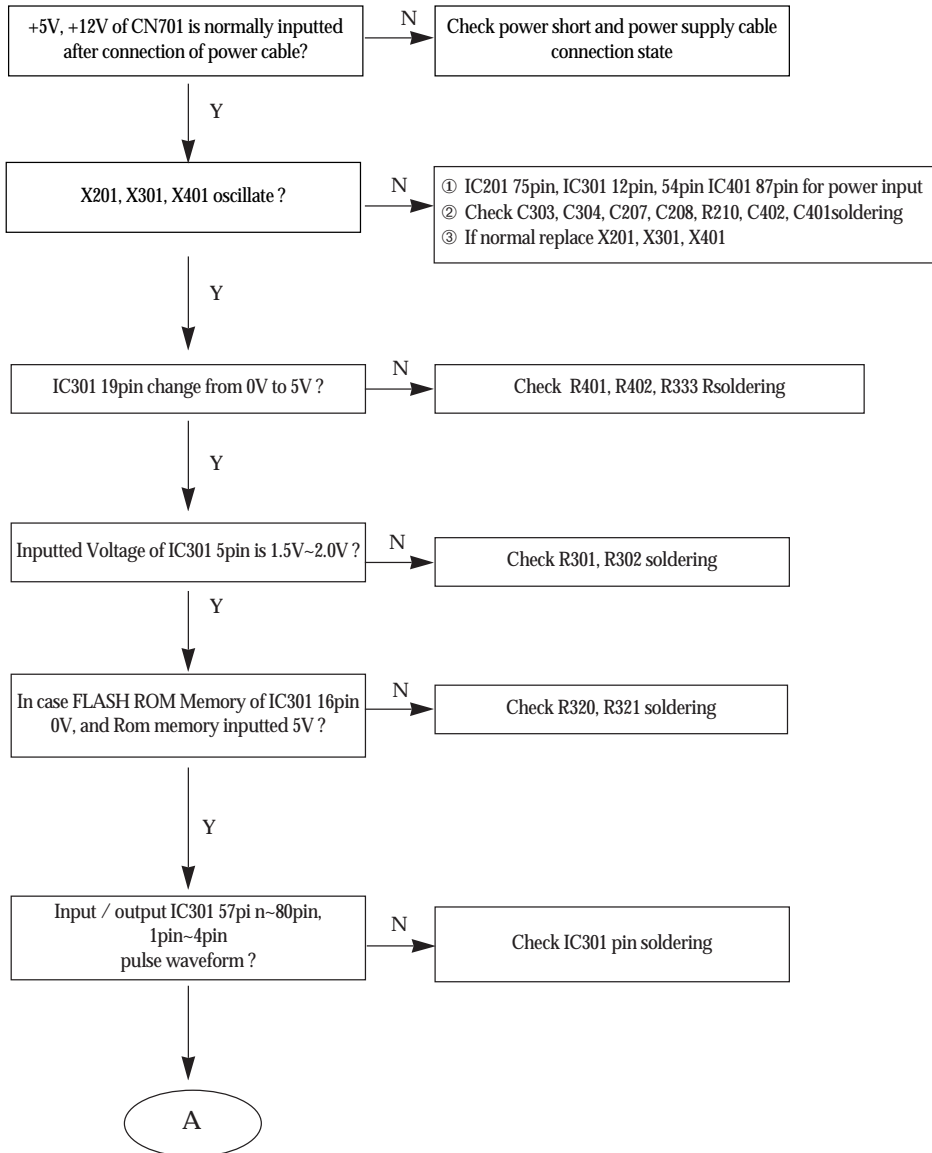 +5V, +12V of CN701 is normally inputted
after connection of power cable?
N
Check power short and power supply cable
connection state
Y
X201, X301, X401 oscillate ?
N
① IC201 75pin, IC301 12pin, 54pin IC401 87pin for power input
② Check C303, C304, C207, C208, R210, C402, C401soldering
③ If normal replace X201, X301, X401
Y
IC301 19pin change from 0V to 5V ?
N
Check R401, R402, R333 Rsoldering
Y
Inputted Voltage of IC301 5pin is 1.5V~2.0V ?
N
Check R301, R302 soldering
Y
In case FLASH ROM Memory of IC301 16pin
0V, and Rom memory inputted 5V ?
N
Check R320, R321 soldering
Y
Input / output IC301 57pi n~80pin,
1pin~4pin
pulse waveform ?
N
Check IC301 pin soldering
A